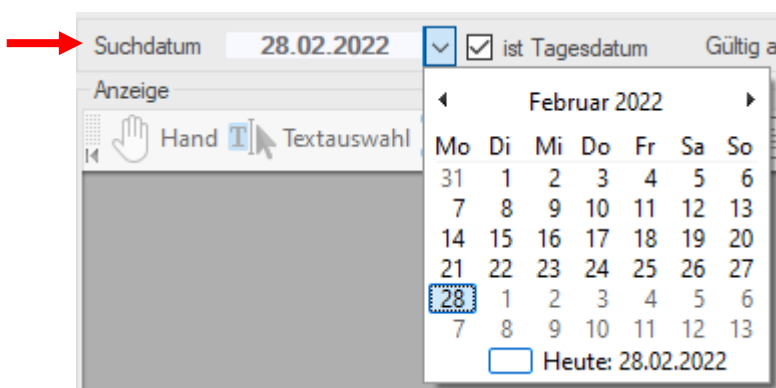 Suchdatum 28.02.2022 ist Tagesdatum Gültig a
Anzeige
Hand T Textauswahl
Februar 2022
Mo Di Mi Do Fr Sa So
31 1 2 3 4 5 6
7 8 9 10 11 12 13
14 15 16 17 18 19 20
21 22 23 24 25 26 27
28 1 2 3 4 5 6
7 8 9 10 11 12 13
Heute: 28.02.2022